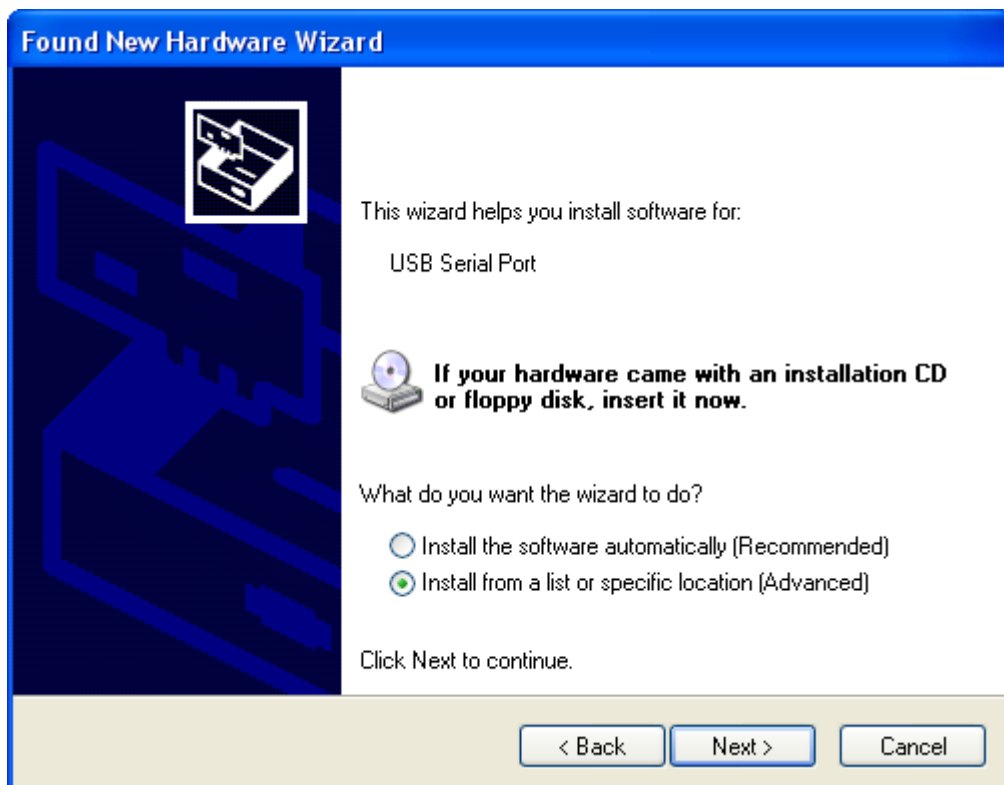 Found New Hardware Wizard
This wizard helps you install software for:
USB Serial Port
If your hardware came with an installation CD
or floppy disk, insert it now.
What do you want the wizard to do?
Install the software automatically (Recommended)
Install from a list or specific location (Advanced)
Click Next to continue.
< Back
Next >
Cancel